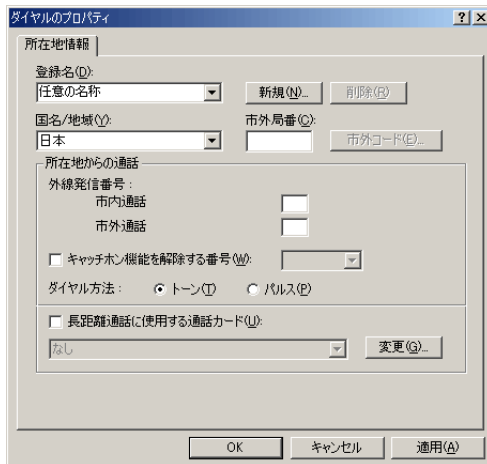 ダイヤルのプロパティ
所在地情報
登録名(D):
任意の名称 新規(N)... 削除(R)
国名/地域(Y): 市外局番(C):
日本 市外コード(E)...
所在地からの通話
外線発信番号:
市内通話
市外通話
キャッチホン機能を解除する番号(W):
ダイヤル方法: トーン(T) パルス(P)
長距離通話に使用する通話カード(U):
なし 変更(G)...
OK キャンセル 適用(A)